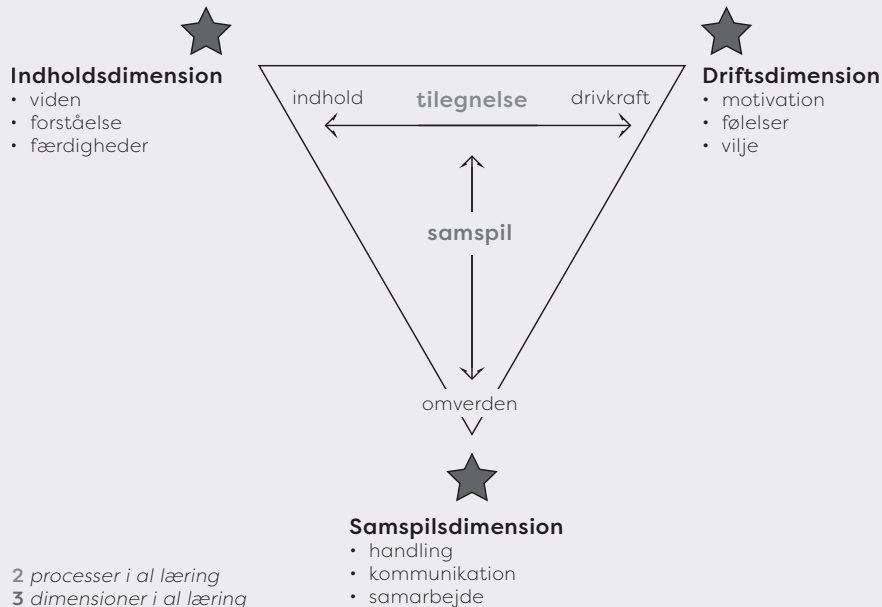 Indholdsdimension
• viden
• forståelse
• færdigheder
indhold
tilegnelse
drivkraft
Driftsdimension
• motivation
• følelser
• vilje
samspil
omverden
Samspilsdimension
• handling
• kommunikation
• samarbejde
2 processer i al læring
3 dimensioner i al læring